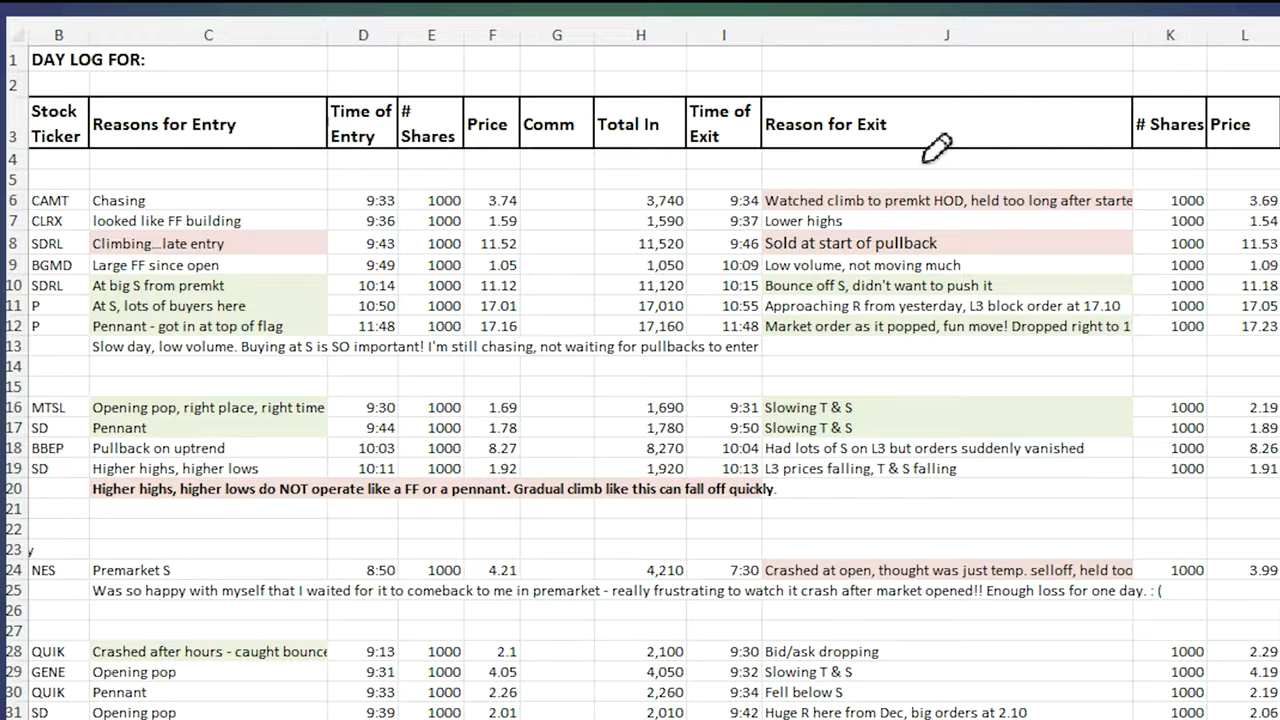 B C D E F G H I J K L
1 DAY LOG FOR:
2
3 Stock Ticker Reasons for Entry Time of Entry # Shares Price Comm Total In Time of Exit Reason for Exit # Shares Price
4
5
6 CAMT Chasing 9:33 1000 3.74 3,740 9:34 Watched climb to premkt HOD, held too long after starte 1000 3.69
7 CLRX looked like FF building 9:36 1000 1.59 1,590 9:37 Lower highs 1000 1.54
8 SDRL Climbing...late entry 9:43 1000 11.52 11,520 9:46 Sold at start of pullback 1000 11.53
9 BGMD Large FF since open 9:49 1000 1.05 1,050 10:09 Low volume, not moving much 1000 1.09
10 SDRL At big S from premkt 10:14 1000 11.12 11,120 10:15 Bounce off S, didn't want to push it 1000 11.18
11 P At S, lots of buyers here 10:50 1000 17.01 17,010 10:55 Approaching R from yesterday, L3 block order at 17.10 1000 17.05
12 P Pennant - got in at top of flag 11:48 1000 17.16 17,160 11:48 Market order as it popped, fun move! Dropped right to 1 1000 17.23
13 Slow day, low volume. Buying at S is SO important! I'm still chasing, not waiting for pullbacks to enter
14
15
16 MTSL Opening pop, right place, right time 9:30 1000 1.69 1,690 9:31 Slowing T & S 1000 2.19
17 SD Pennant 9:44 1000 1.78 1,780 9:50 Slowing T & S 1000 1.89
18 BBEP Pullback on uptrend 10:03 1000 8.27 8,270 10:04 Had lots of S on L3 but orders suddenly vanished 1000 8.26
19 SD Higher highs, higher lows 10:11 1000 1.92 1,920 10:13 L3 prices falling, T & S falling 1000 1.91
20 Higher highs, higher lows do NOT operate like a FF or a pennant. Gradual climb like this can fall off quickly.
21
22
23 y
24 NES Premarket S 8:50 1000 4.21 4,210 7:30 Crashed at open, thought was just temp. selloff, held too 1000 3.99
25 Was so happy with myself that I waited for it to comeback to me in premarket - really frustrating to watch it crash after market opened!! Enough loss for one day. : (
26
27
28 QUIK Crashed after hours - caught bounce 9:13 1000 2.1 2,100 9:30 Bid/ask dropping 1000 2.29
29 GENE Opening pop 9:31 1000 4.05 4,050 9:32 Slowing T & S 1000 4.19
30 QUIK Pennant 9:33 1000 2.26 2,260 9:34 Fell below S 1000 2.19
31 SD Opening pop 9:39 1000 2.01 2,010 9:42 Huge R here from Dec, big orders at 2.10 1000 2.06